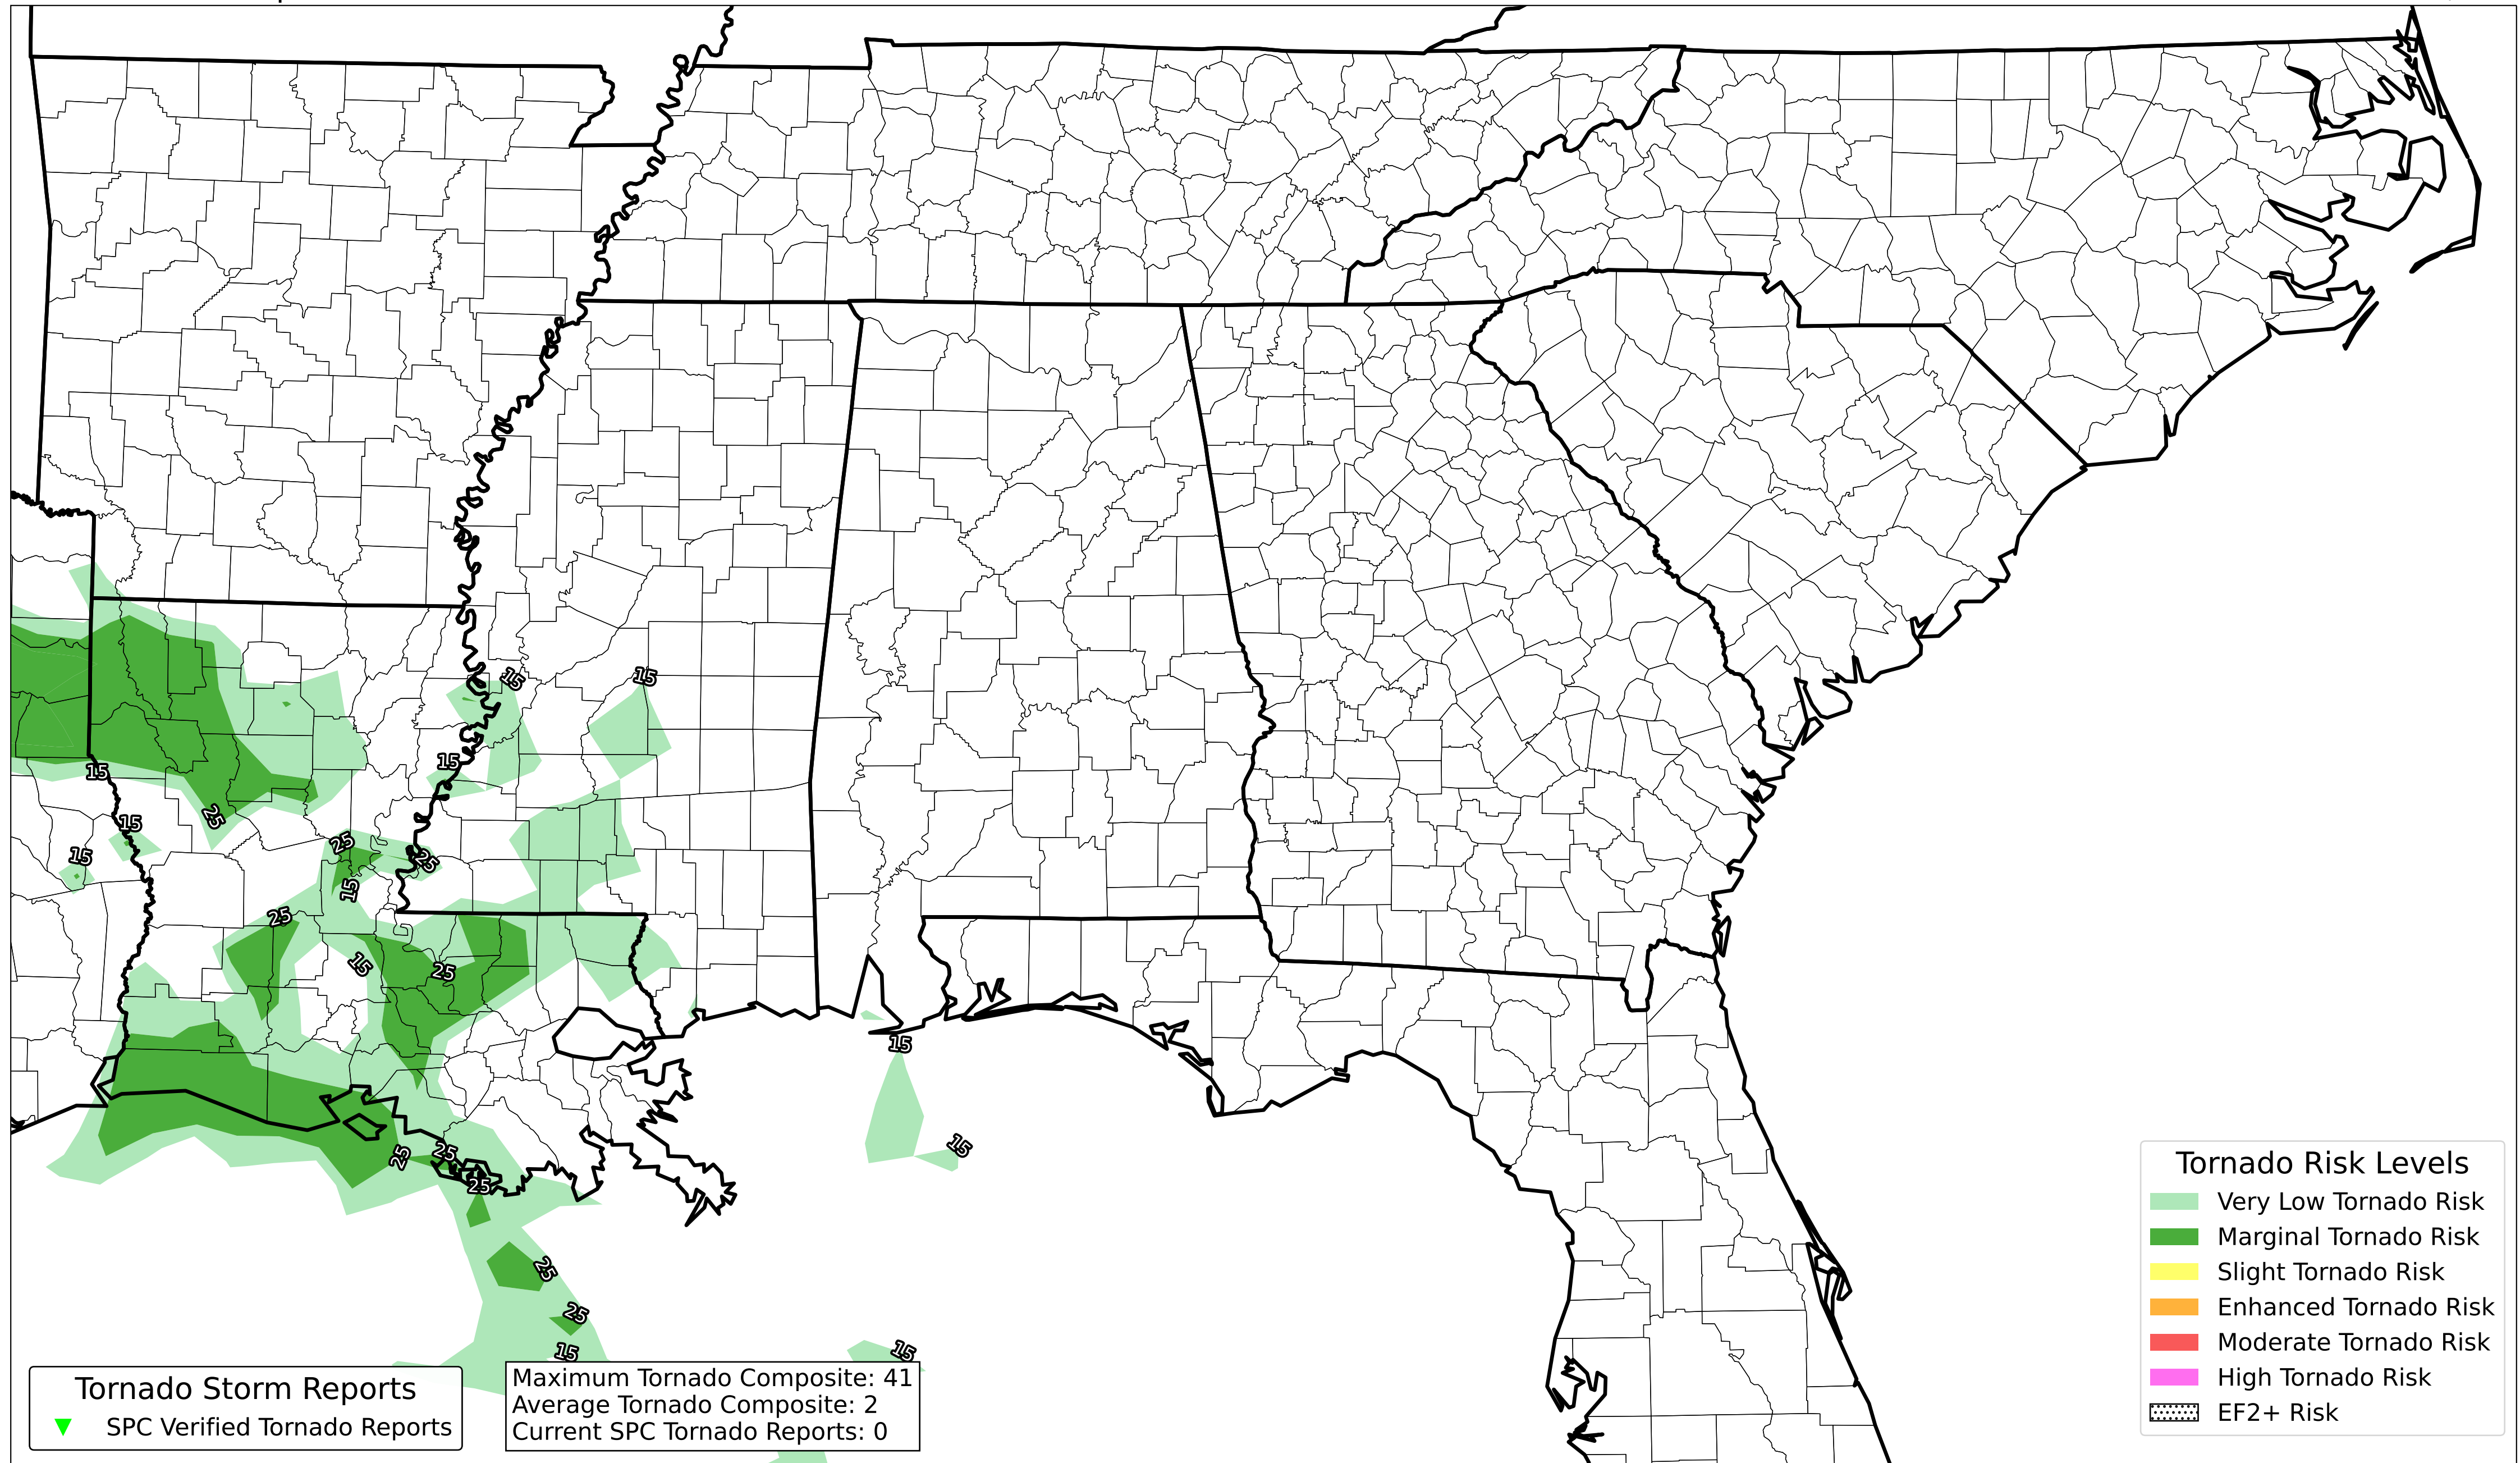 15
15
15
15
25
15
25
15
25
15
25
15
25
15
25
15
25
25
25
15
25
25
15
15
Tornado Storm Reports
SPC Verified Tornado Reports
Maximum Tornado Composite: 41
Average Tornado Composite: 2
Current SPC Tornado Reports: 0
Tornado Risk Levels
Very Low Tornado Risk
Marginal Tornado Risk
Slight Tornado Risk
Enhanced Tornado Risk
Moderate Tornado Risk
High Tornado Risk
EF2+ Risk